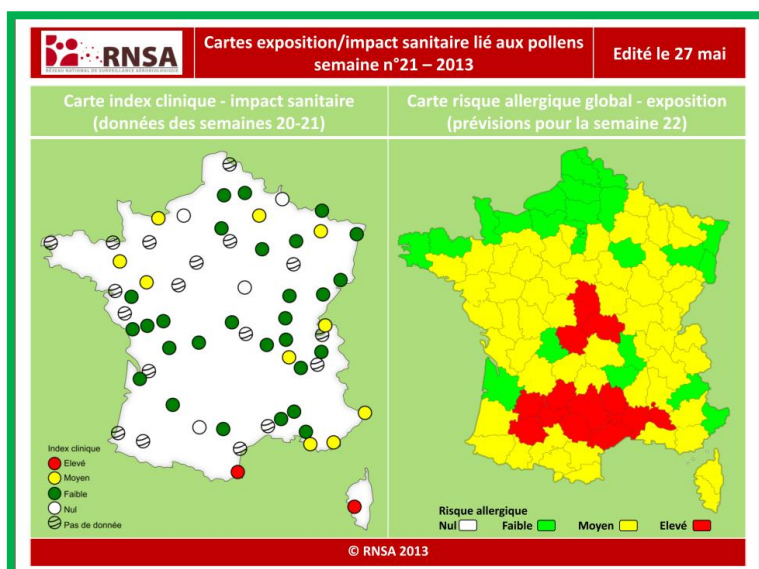 RNSA
RÉSEAU NATIONAL DE SURVEILLANCE AÉROBIOLOGIQUE
Cartes exposition/impact sanitaire lié aux pollens
semaine n°21 – 2013
Edité le 27 mai
Carte index clinique - impact sanitaire
(données des semaines 20-21)
Carte risque allergique global - exposition
(prévisions pour la semaine 22)
Index clinique
Elevé
Moyen
Faible
Nul
Pas de donnée
Risque allergique
Nul Faible Moyen Elevé
© RNSA 2013